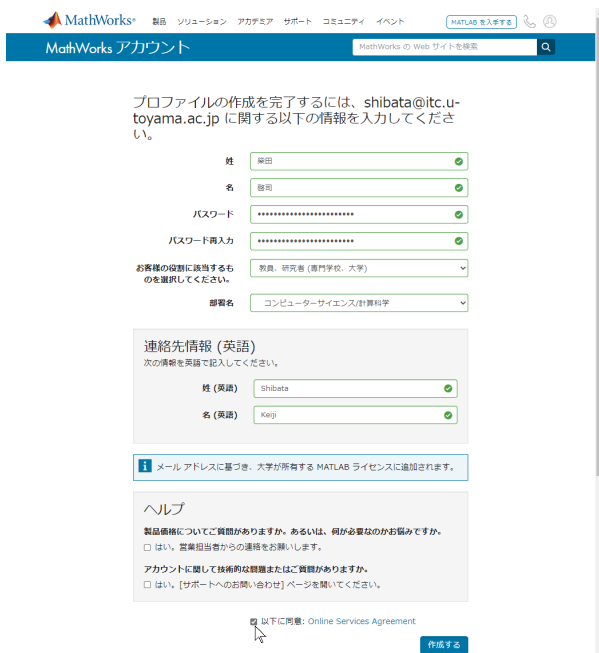 MathWorks® 製品 ソリューション アカデミア サポート コミュニティ イベント MATLAB を入手する
MathWorks アカウント MathWorks の Web サイトを検索
プロファイルの作成を完了するには、shibata@itc.u-
toyama.ac.jp に関する以下の情報を入力してくださ
い。
姓 柴田
名 啓司
パスワード ••••••••••••••••••••••••
パスワード再入力 ••••••••••••••••••••••••
お客様の役割に該当するも
のを選択してください。 教員、研究者 (専門学校、大学)
部署名 コンピューターサイエンス/計算科学
連絡先情報 (英語)
次の情報を英語で記入してください。
姓 (英語) Shibata
名 (英語) Keiji
メール アドレスに基づき、大学が所有する MATLAB ライセンスに追加されます。
ヘルプ
製品価格についてご質問がありますか。あるいは、何が必要なのかお悩みですか。
はい。営業担当者からの連絡をお願いします。
アカウントに関して技術的な問題またはご質問がありますか。
はい。[サポートへのお問い合わせ] ページを開いてください。
以下に同意: Online Services Agreement
作成する